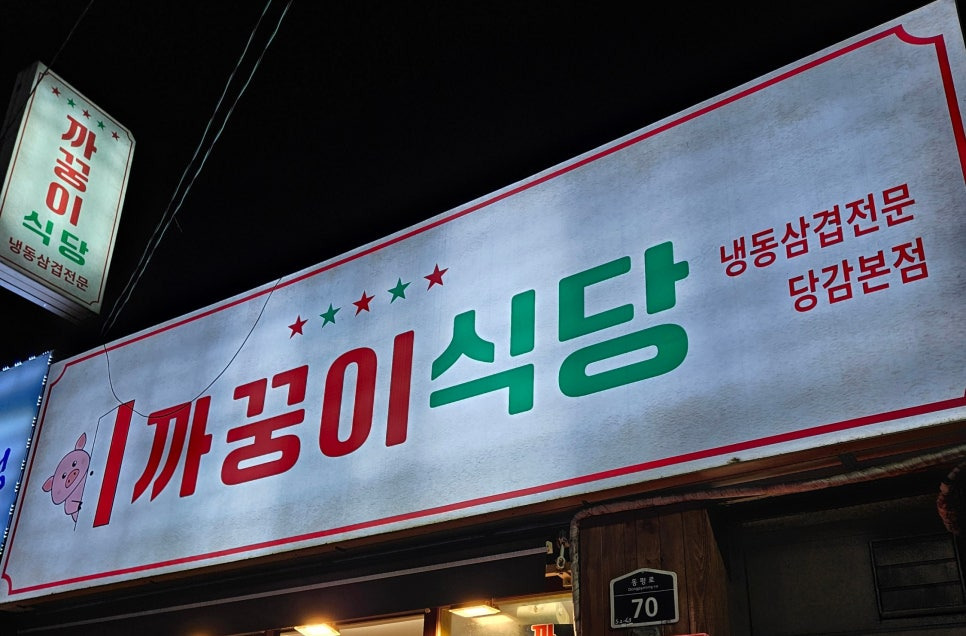 까꿍이
식당
냉동삼겹전문
까꿍이식당
냉동삼겹전문
당감본점
동평로
70